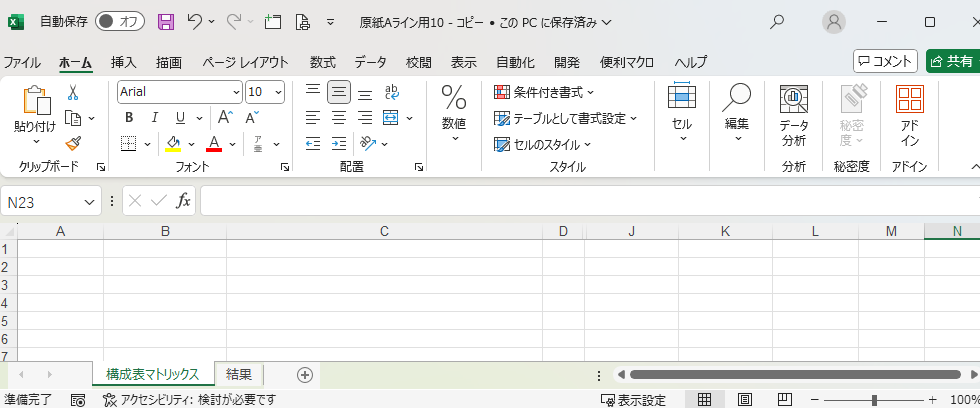 自動保存 オフ 原紙Aライン用10 - コピー • この PC に保存済み
ファイル ホーム 挿入 描画 ページ レイアウト 数式 データ 校閲 表示 自動化 開発 便利マクロ ヘルプ コメント 共有
貼り付け
クリップボード
Arial 10
B I U A A
A ア亜
フォント
ab
配置
%
数値
条件付き書式
テーブルとして書式設定
セルのスタイル
スタイル
セル
編集
データ分析
分析
秘密度
秘密度
アドイン
アドイン
N23 fx
A B C D J K L M N
1
2
3
4
5
6
7
構成表マトリックス 結果
準備完了 アクセシビリティ: 検討が必要です 表示設定 100%